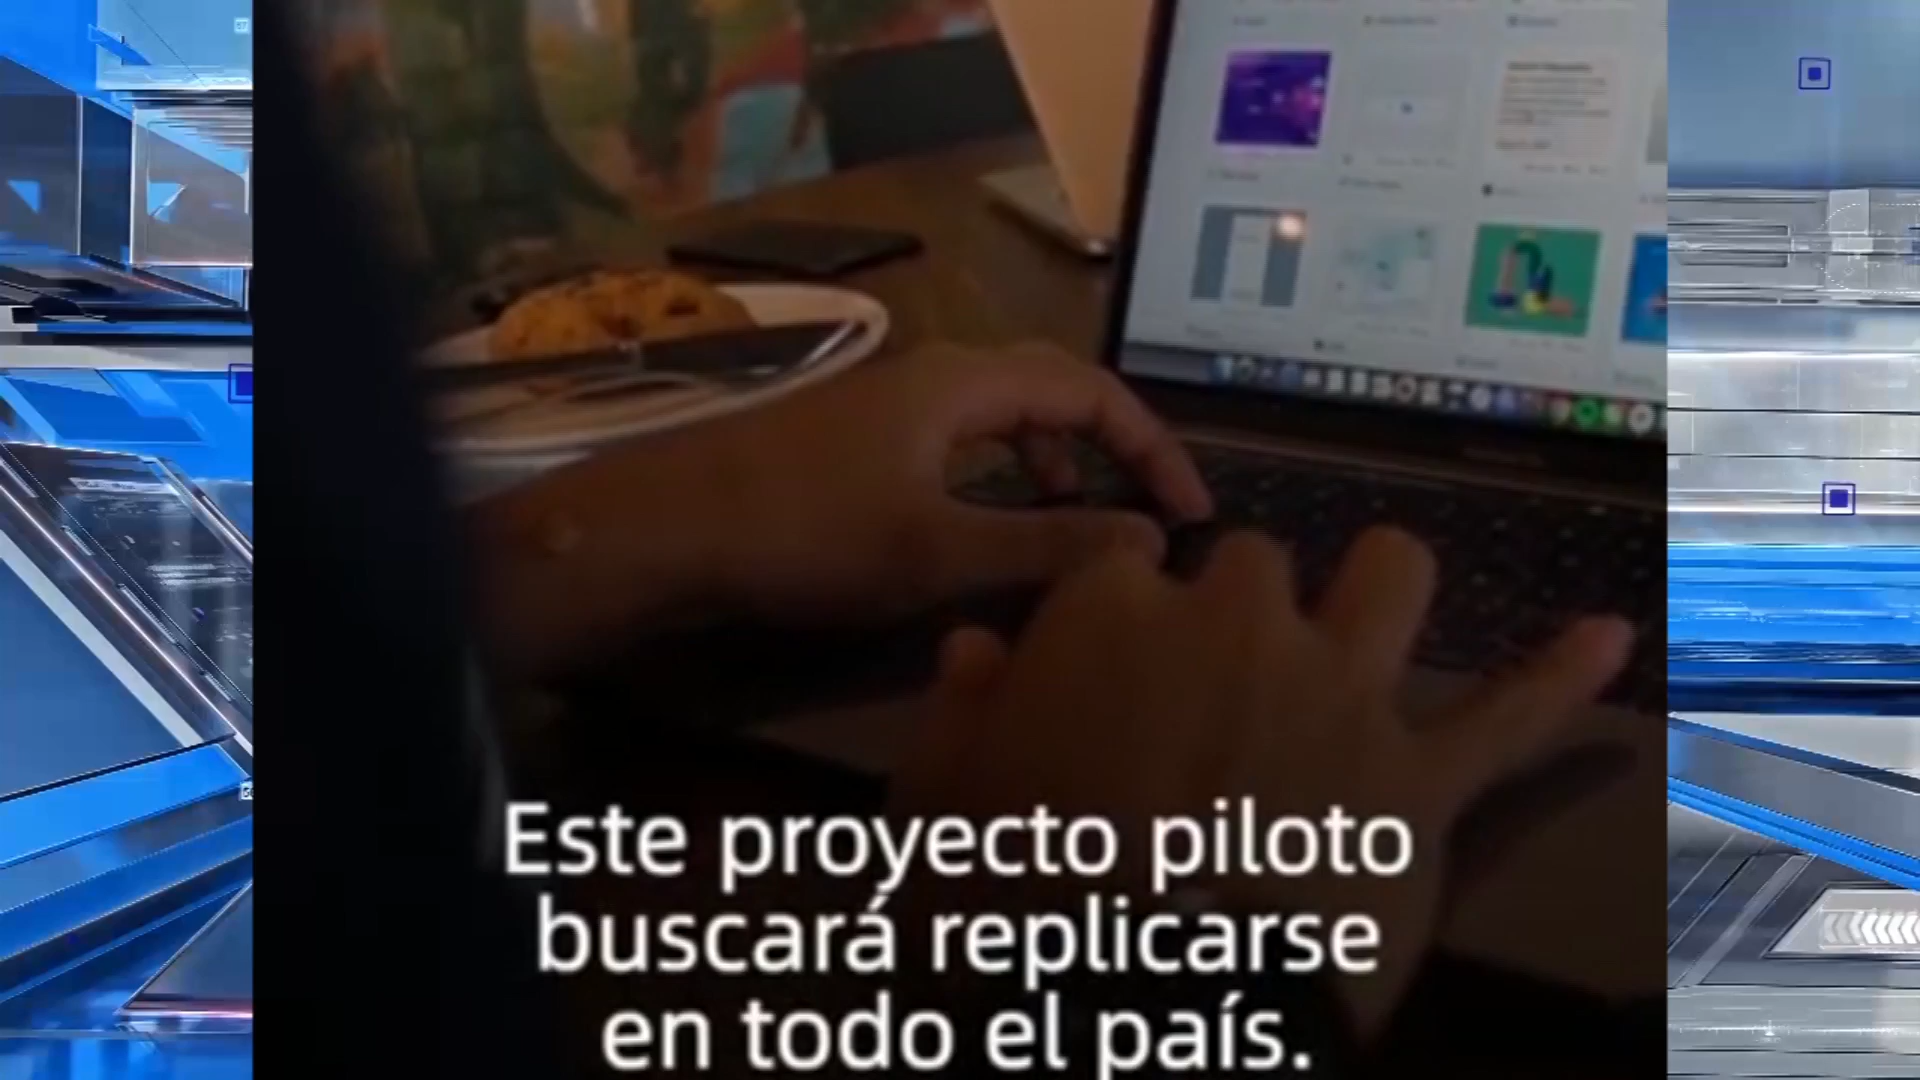 Este proyecto piloto
buscará replicarse
en todo el país.